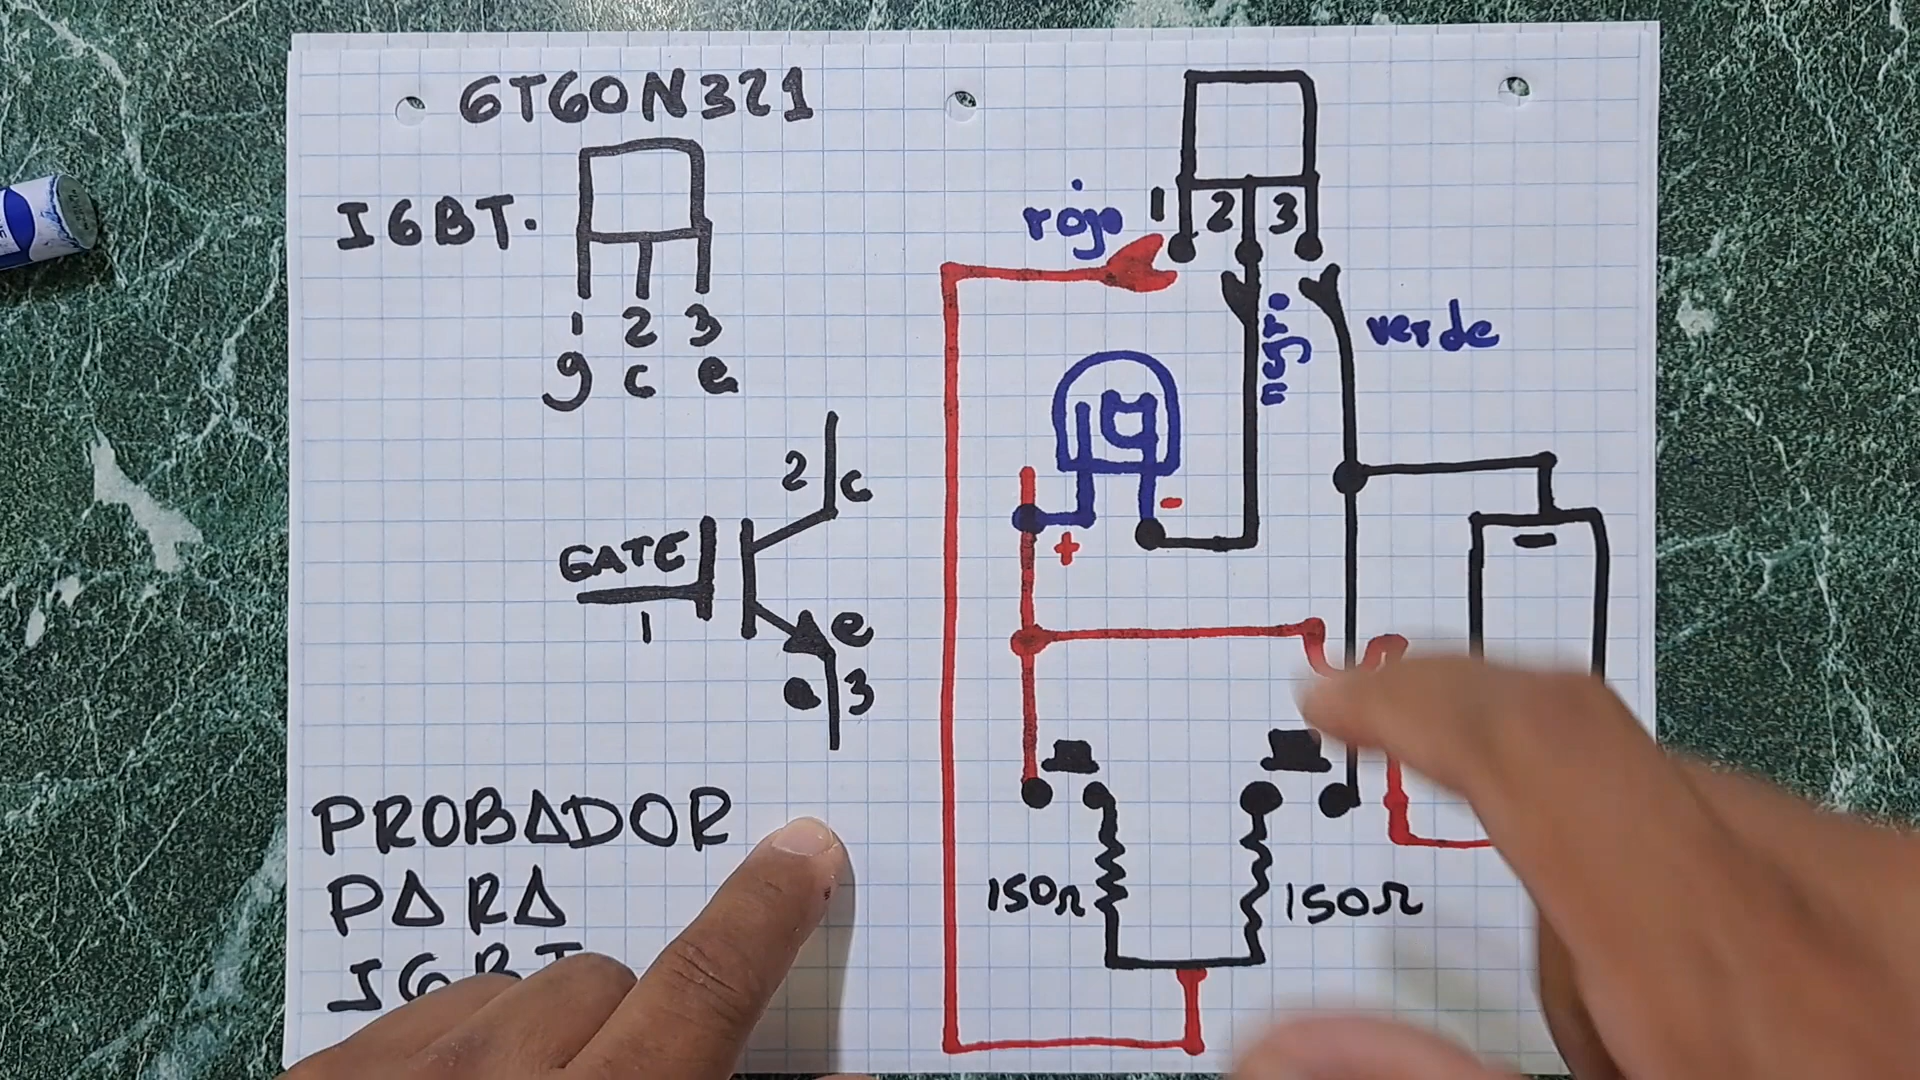 GT60N321
IGBT.
1 2 3
g c e
2 c
GATE
1
e
e 3
PROBADOR
PARA
IGBT
rojo 1 2 3
negro
verde
-
+
-
150Ω 150Ω